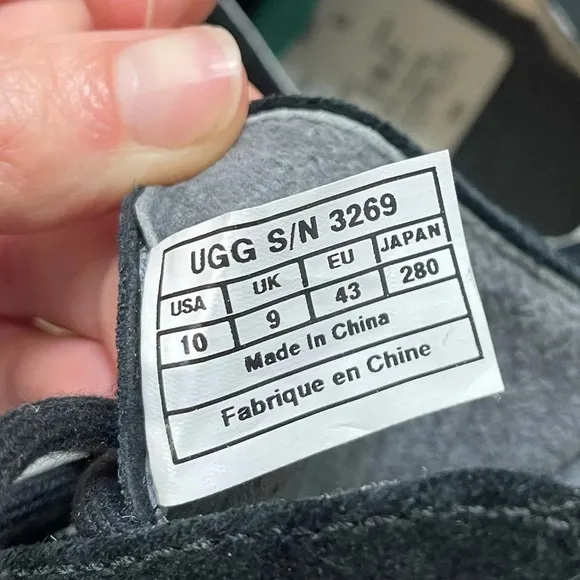 UGG S/N 3269
USA UK EU JAPAN
10 9 43 280
Made In China
Fabrique en Chine